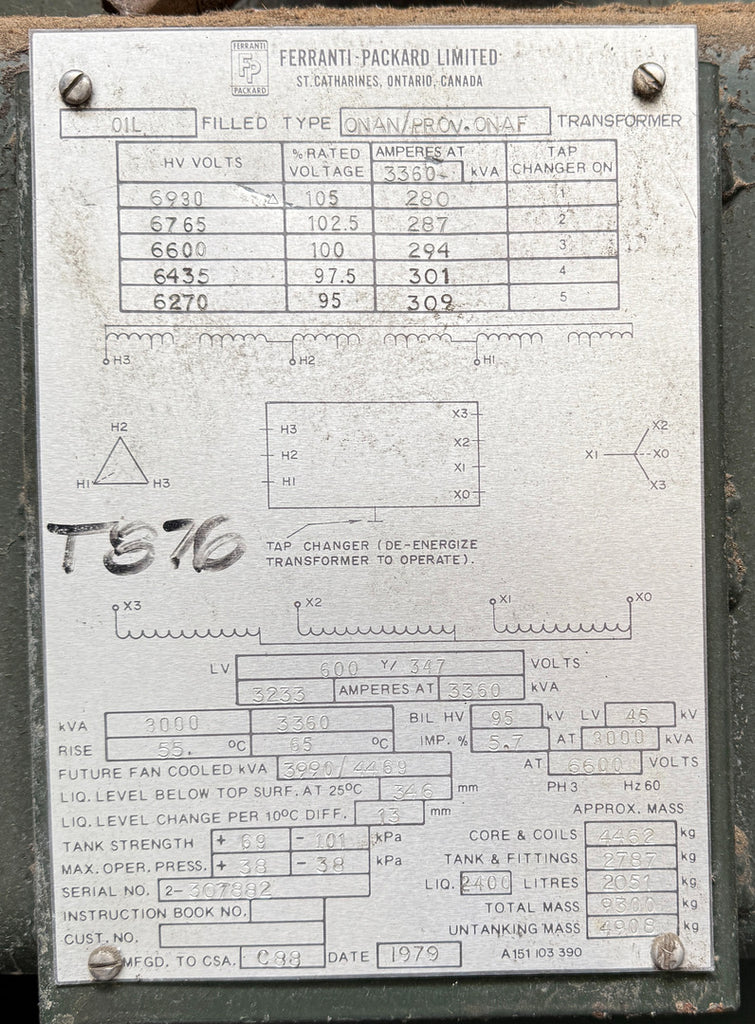 FERRANTI
FP
PACKARD
FERRANTI-PACKARD LIMITED
ST. CATHARINES, ONTARIO, CANADA
OIL FILLED TYPE ONAN/PROV.ONAF TRANSFORMER
HV VOLTS %RATED VOLTAGE AMPERES AT 3360 kVA TAP CHANGER ON
6930 105 280 1
6765 102.5 287 2
6600 100 294 3
6435 97.5 301 4
6270 95 309 5
H3 H2 H1
H2
H1 H3
H3 X3
H2 X2
H1 X1
X0
X2
X1 X0
X3
T876
TAP CHANGER (DE-ENERGIZE
TRANSFORMER TO OPERATE).
X3 X2 X1 X0
LV 600 Y/ 347 VOLTS
3233 AMPERES AT 3360 kVA
kVA 3000 3360
RISE 55. ºC 65 ºC
BIL HV 95 kV LV 45 kV
IMP. % 5.7 AT 3000 kVA
AT 6600 VOLTS
PH 3 Hz 60
FUTURE FAN COOLED kVA 3990/4469
LIQ. LEVEL BELOW TOP SURF. AT 25ºC 346 mm
LIQ. LEVEL CHANGE PER 10ºC DIFF. 13 mm
TANK STRENGTH + 69 - 101 kPa
MAX. OPER. PRESS. + 38 - 38 kPa
SERIAL NO. 2-307882
INSTRUCTION BOOK NO.
CUST. NO.
MFGD. TO CSA. C88 DATE 1979
APPROX. MASS
CORE & COILS 4462 kg
TANK & FITTINGS 2787 kg
LIQ. 2400 LITRES 2051 kg
TOTAL MASS 9300 kg
UNTANKING MASS 4908 kg
A 151 103 390